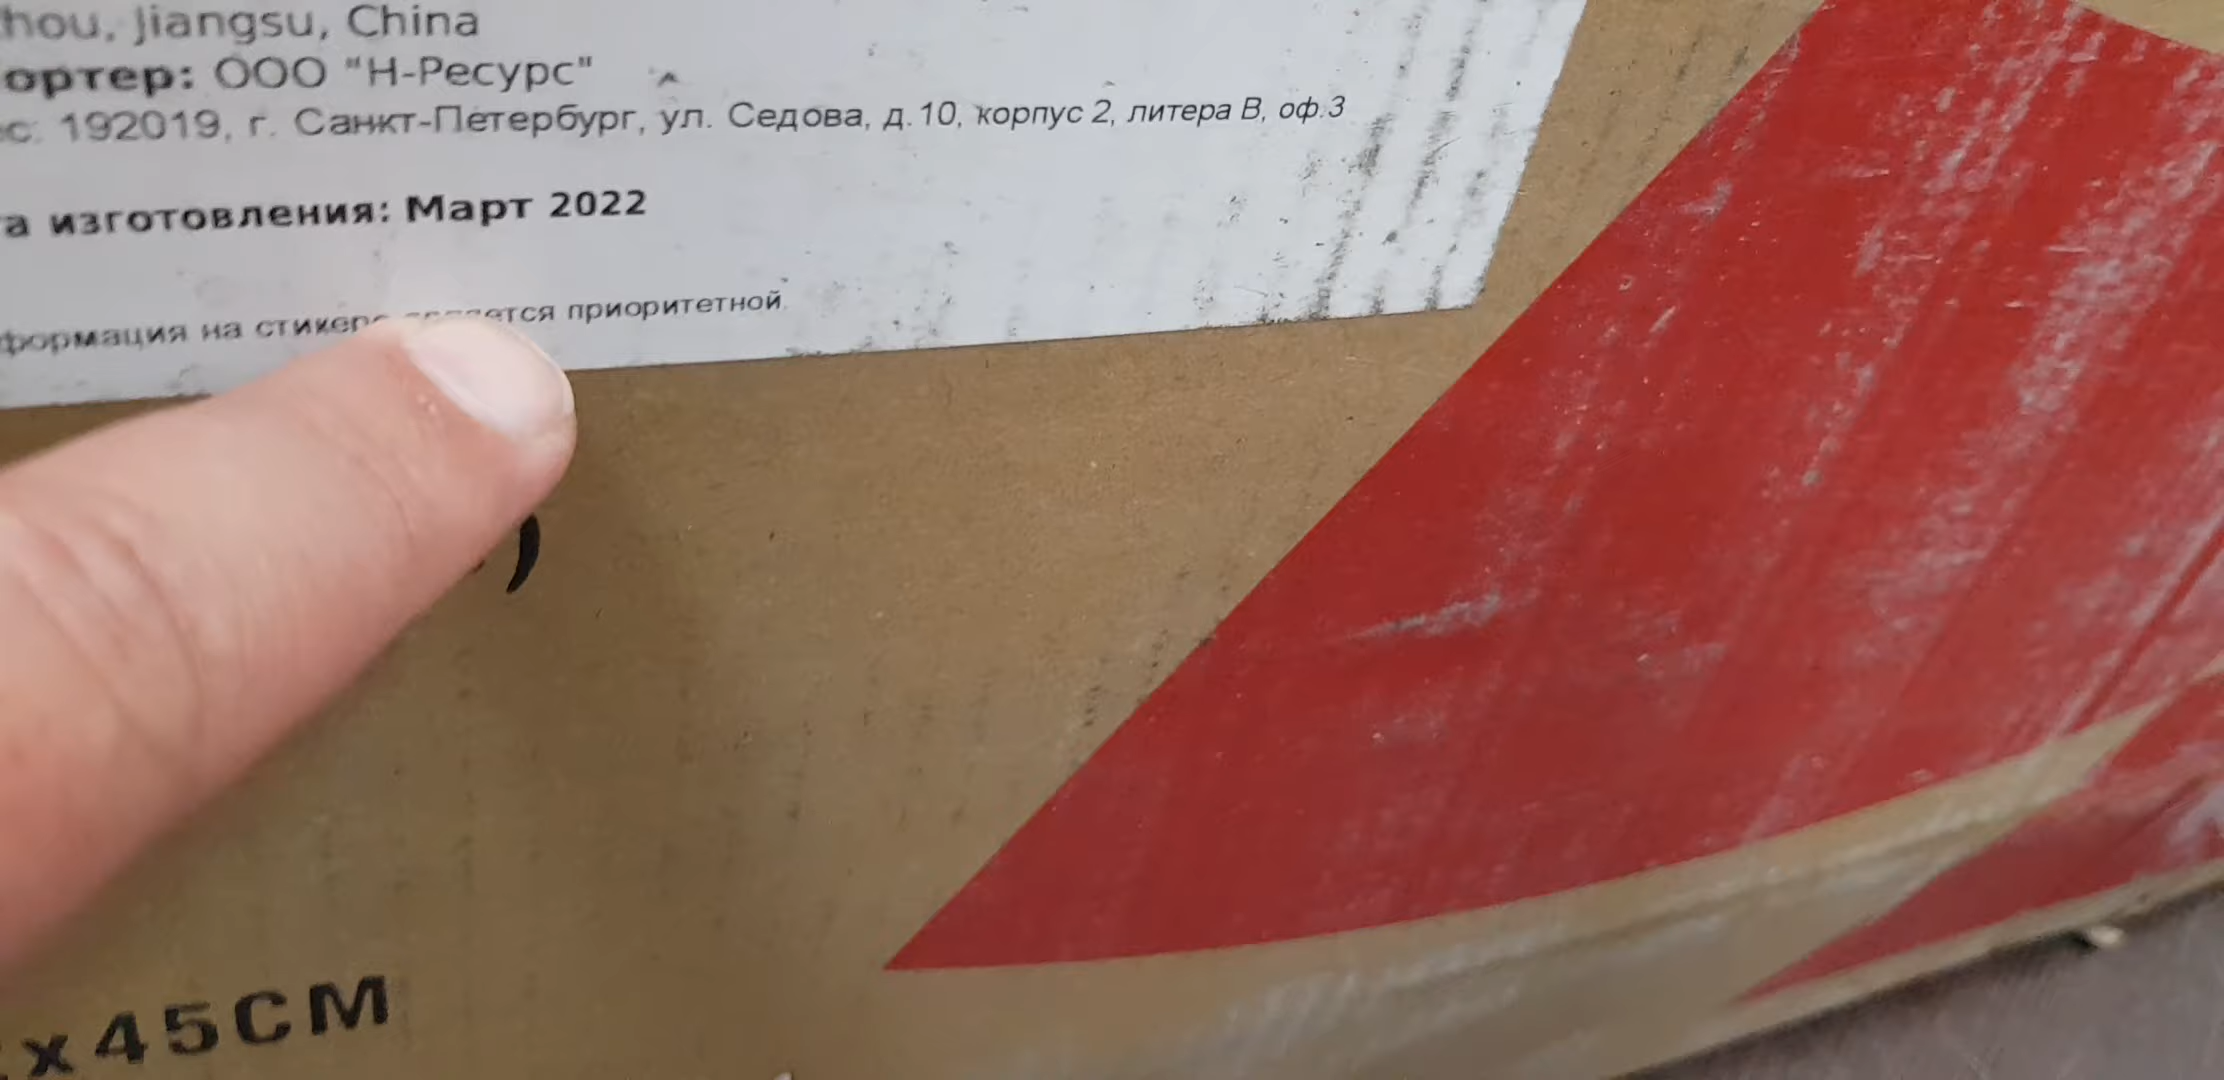 hou, Jiangsu, China
ортер: ООО "Н-Ресурс"
с. 192019, г. Санкт-Петербург, ул. Седова, д.10, корпус 2, литера В, оф.3
а изготовления: Март 2022
формация на стикере является приоритетной.
)
x45CM